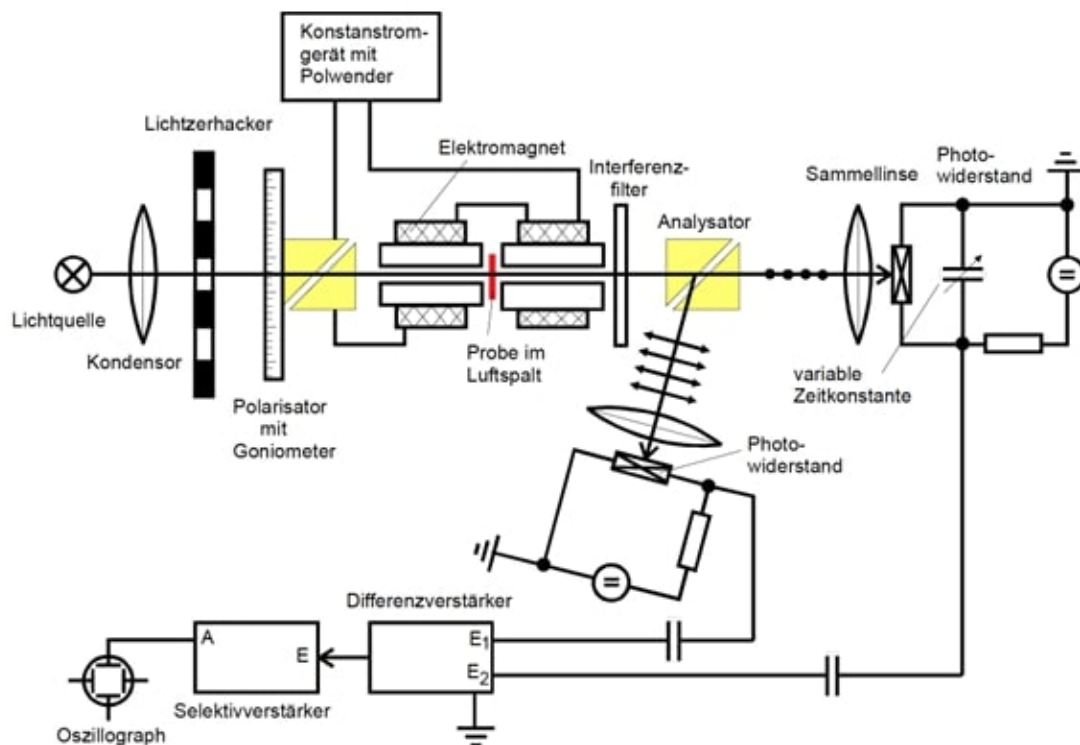 Konstanstrom-
gerät mit
Polwender
Lichtzerhacker
Elektromagnet
Interferenz-
filter
Analysator
Sammellinse
Photo-
widerstand
Lichtquelle
Kondensor
Polarisator
mit
Goniometer
Probe im
Luftspalt
variable
Zeitkonstante
Photo-
widerstand
Differenzverstärker
A
E
E1
E2
Selektivverstärker
Oszillograph